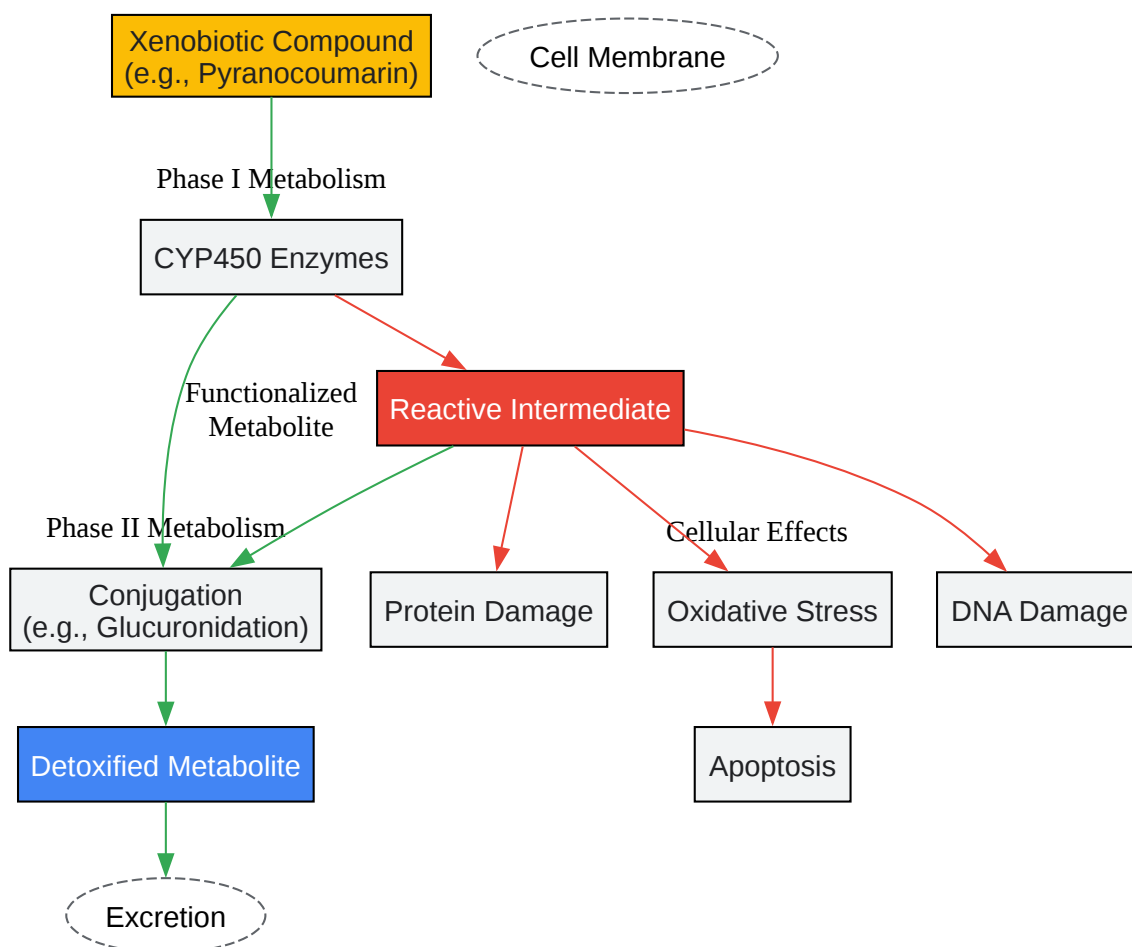 Xenobiotic Compound
(e.g., Pyranocoumarin)
Cell Membrane
Phase I Metabolism
CYP450 Enzymes
Functionalized
Metabolite
Reactive Intermediate
Phase II Metabolism
Cellular Effects
Conjugation
(e.g., Glucuronidation)
Protein Damage
Oxidative Stress
DNA Damage
Detoxified Metabolite
Apoptosis
Excretion